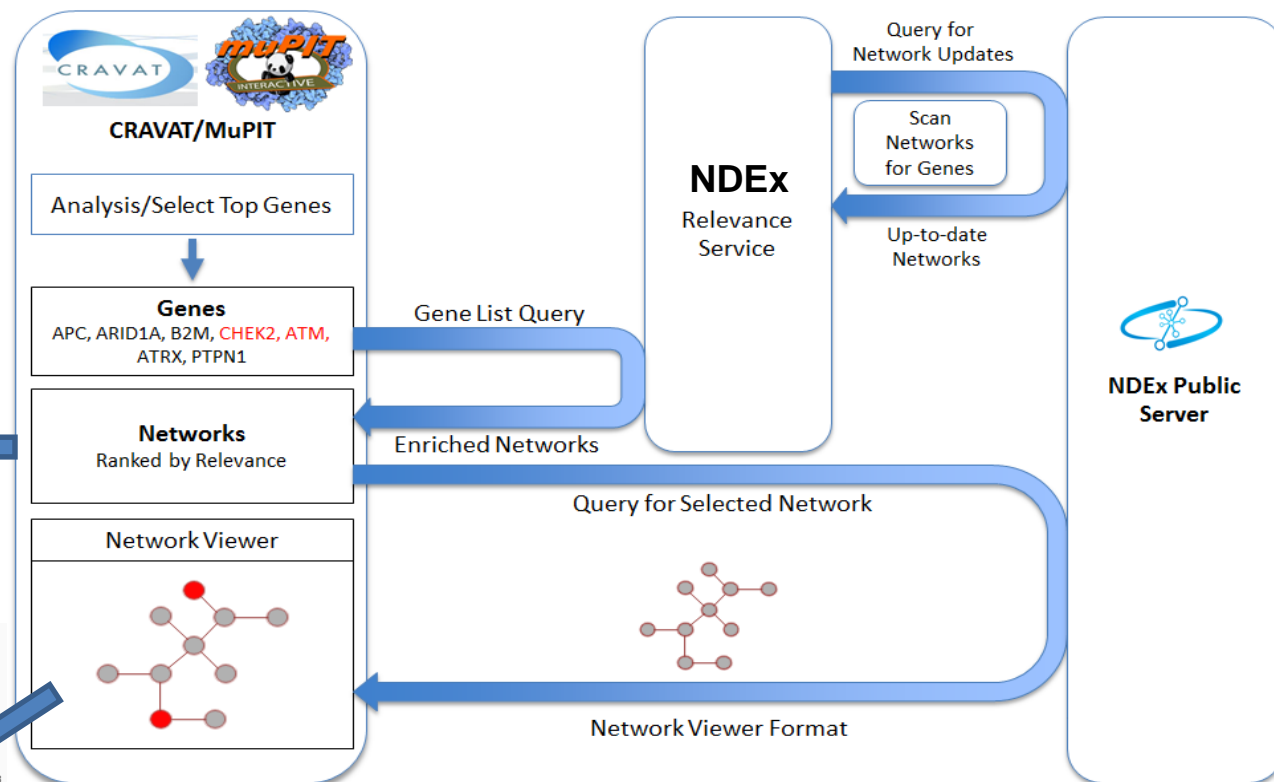 CRAVAT
muPIT
INTERACTIVE
CRAVAT/MuPIT
Analysis/Select Top Genes
Genes
APC, ARID1A, B2M, CHEK2, ATM,
ATRX, PTPN1
Networks
Ranked by Relevance
Network Viewer
Gene List Query
Enriched Networks
NDEx
Relevance
Service
Query for
Network Updates
Scan
Networks
for Genes
Up-to-date
Networks
Query for Selected Network
Network Viewer Format
NDEx Public
Server